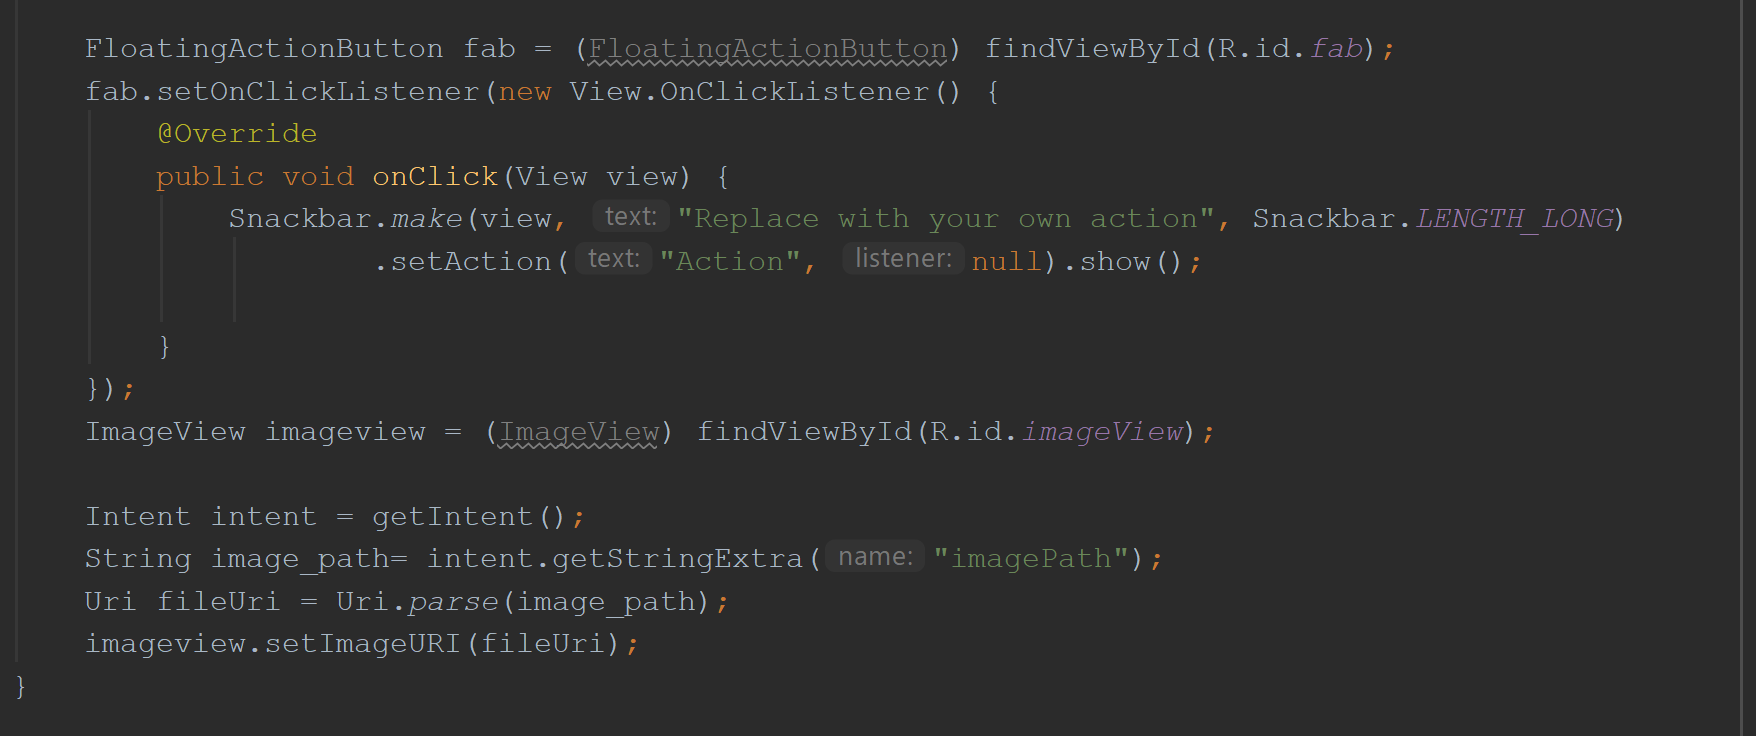 FloatingActionButton fab = (FloatingActionButton) findViewById(R.id.fab);
fab.setOnClickListener(new View.OnClickListener() {
@Override
public void onClick(View view) {
Snackbar.make(view, text: "Replace with your own action", Snackbar.LENGTH_LONG)
.setAction( text: "Action", listener: null).show();
}
});
ImageView imageview = (ImageView) findViewById(R.id.imageView);
Intent intent = getIntent();
String image_path= intent.getStringExtra( name: "imagePath");
Uri fileUri = Uri.parse(image_path);
imageview.setImageURI(fileUri);
}